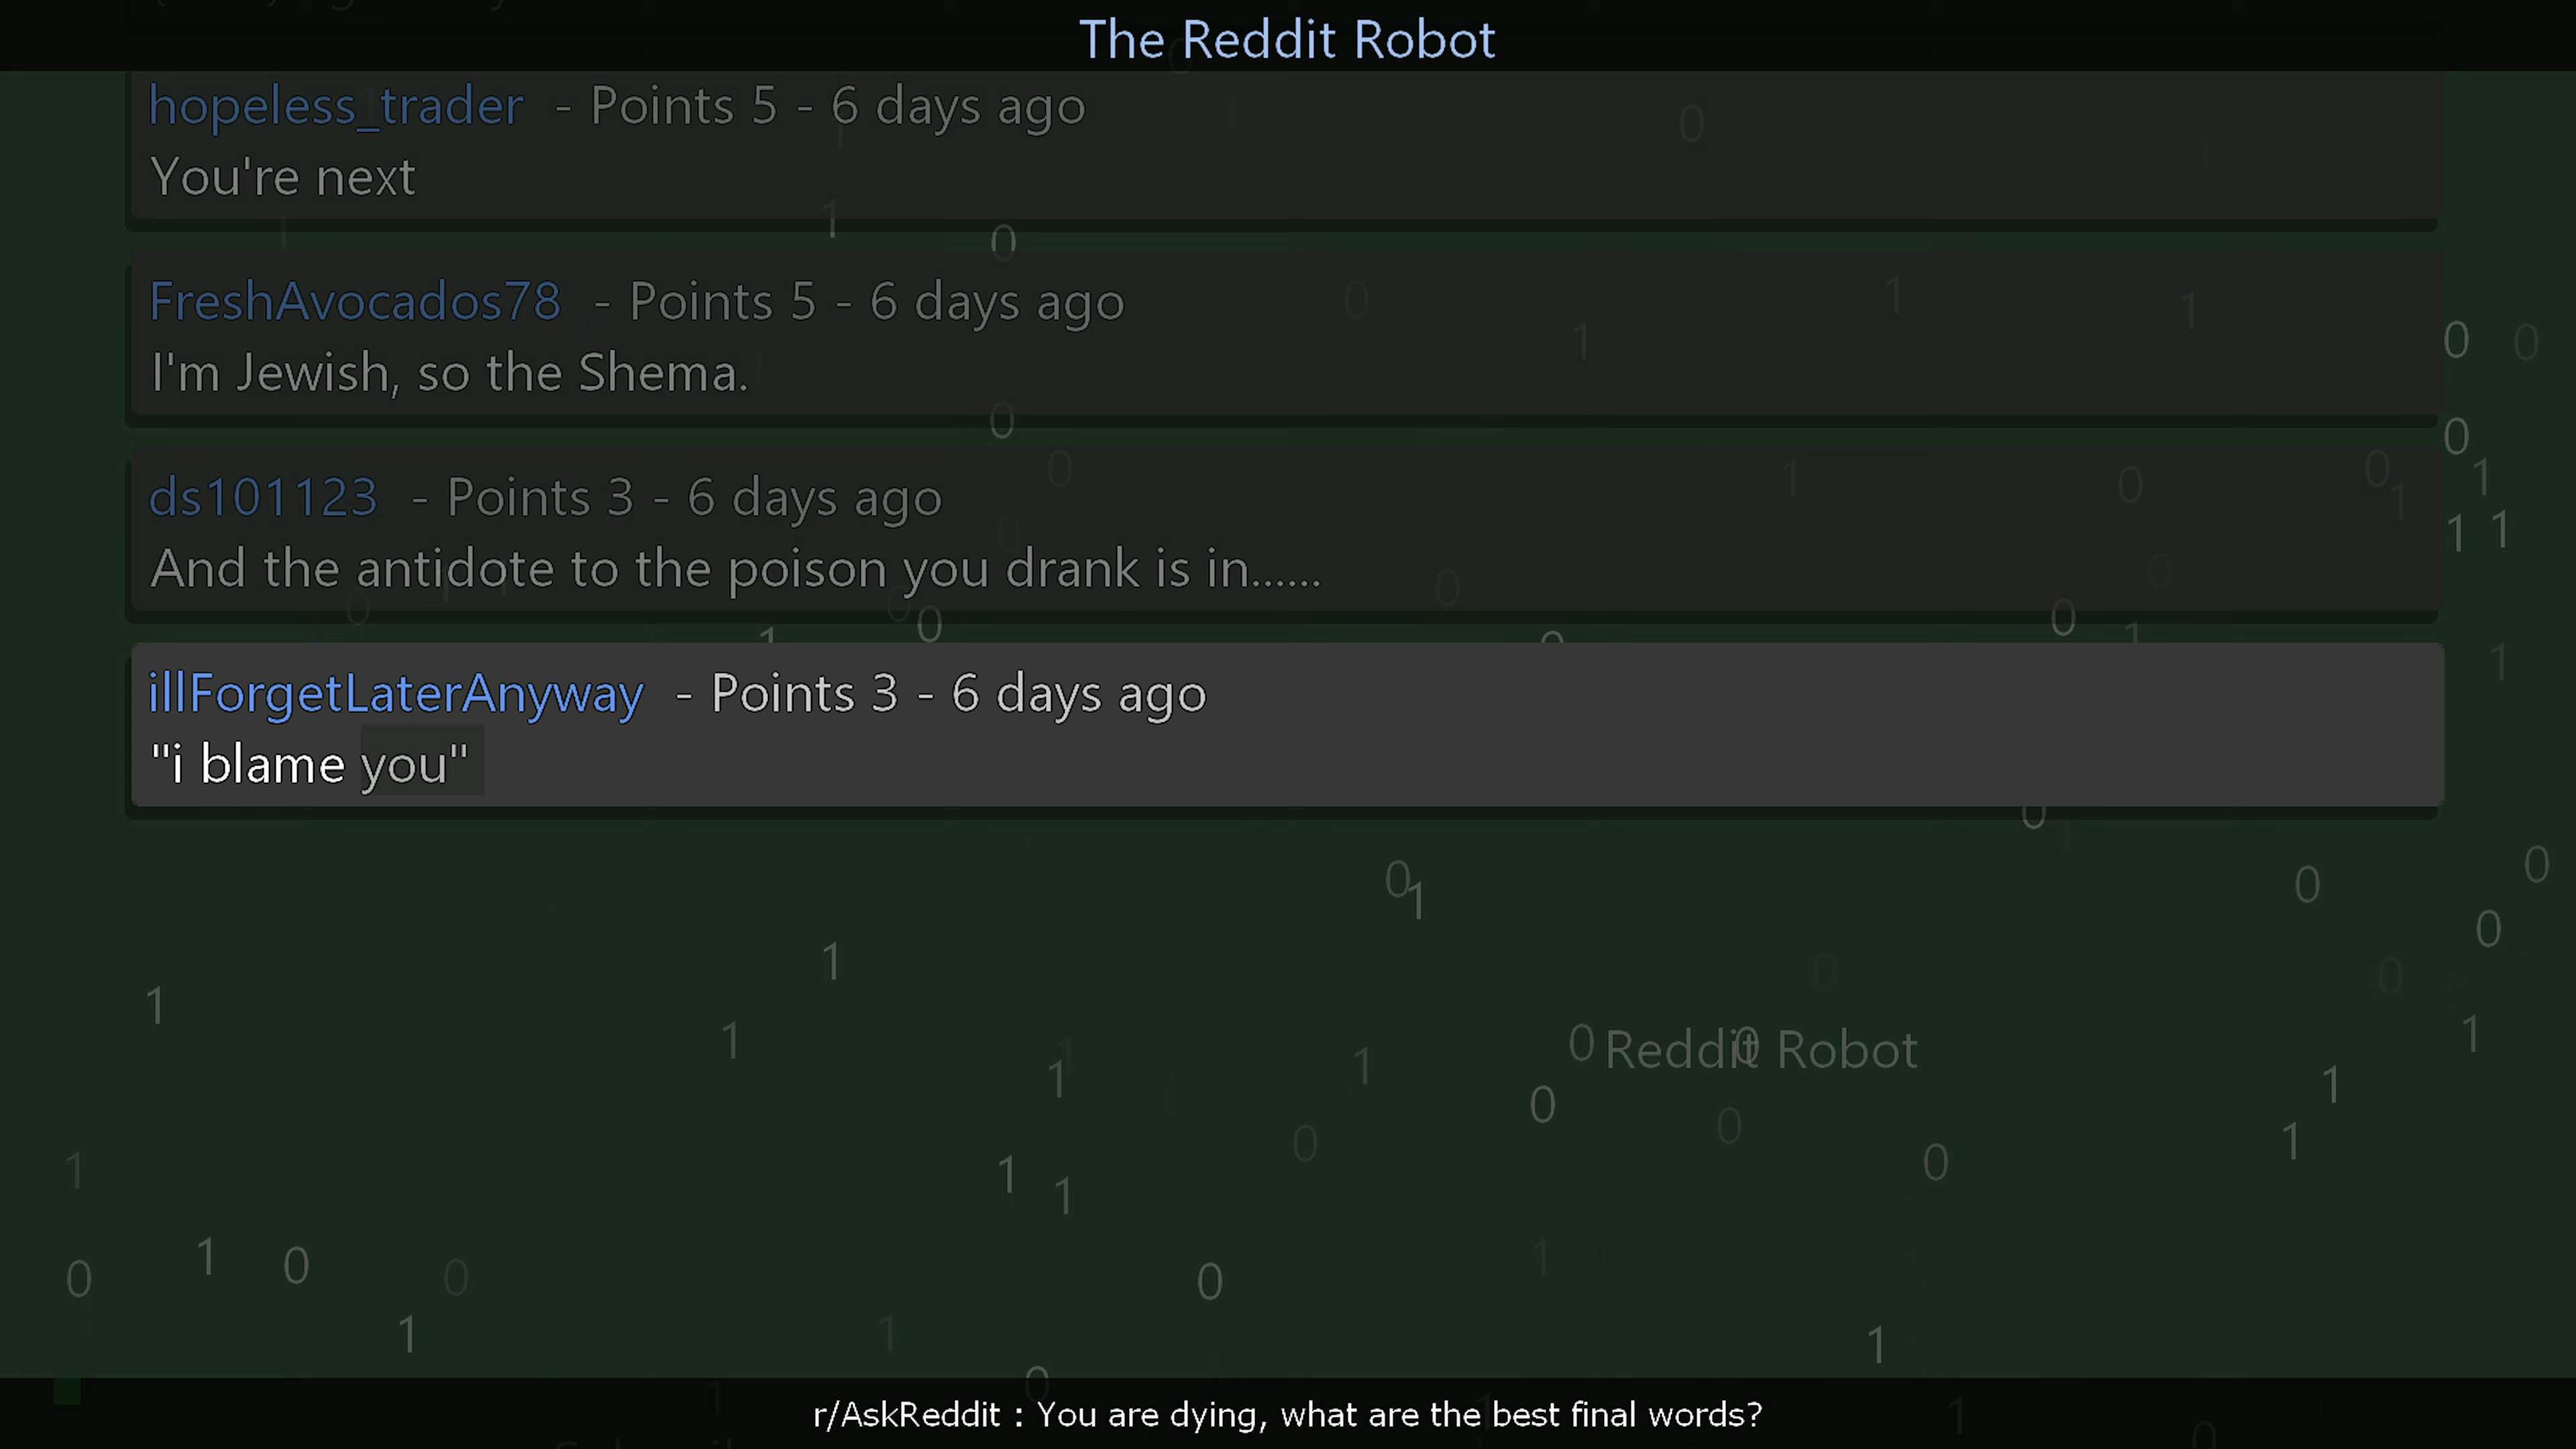 The Reddit Robot
hopeless_trader - Points 5 - 6 days ago
You're next
FreshAvocados78 - Points 5 - 6 days ago
I'm Jewish, so the Shema.
ds101123 - Points 3 - 6 days ago
And the antidote to the poison you drank is in......
illForgetLaterAnyway - Points 3 - 6 days ago
"i blame you"
Reddit Robot
r/AskReddit : You are dying, what are the best final words?